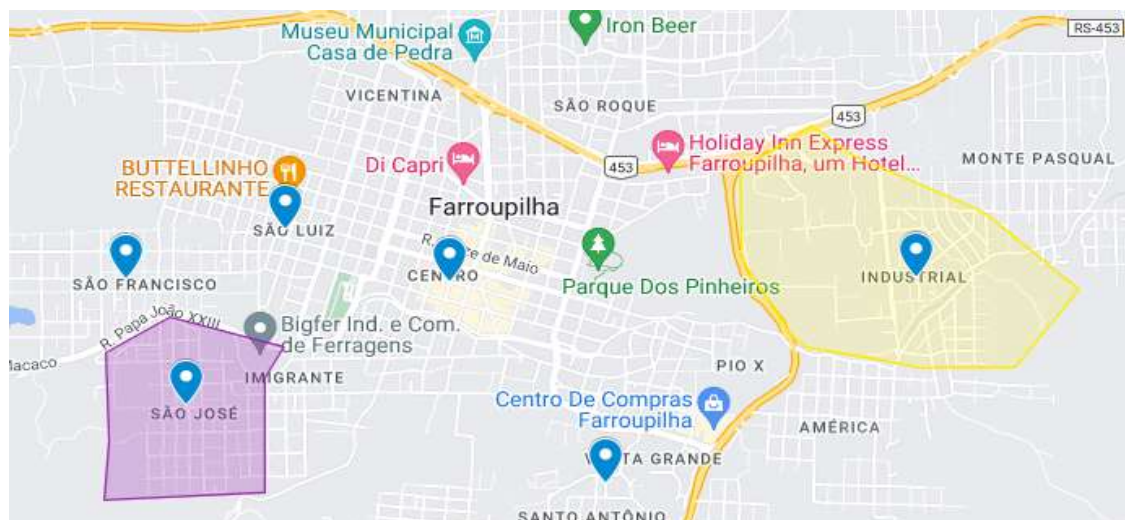 Museu Municipal
Casa de Pedra
Iron Beer
RS-453
VICENTINA
SÃO ROQUE
453
Holiday Inn Express
Farroupilha, um Hotel...
MONTE PASQUAL
Di Capri
453
BUTTELLINHO
RESTAURANTE
Farroupilha
SÃO LUIZ
R.
de Maio
CENTRO
Parque Dos Pinheiros
INDUSTRIAL
SÃO FRANCISCO
R. Papa João XXIII
Bigfer Ind. e Com.
de Ferragens
Macaco
IMIGRANTE
PIO X
SÃO JOSÉ
Centro De Compras
Farroupilha
AMÉRICA
GRANDE
SANTO ANTÔNIO